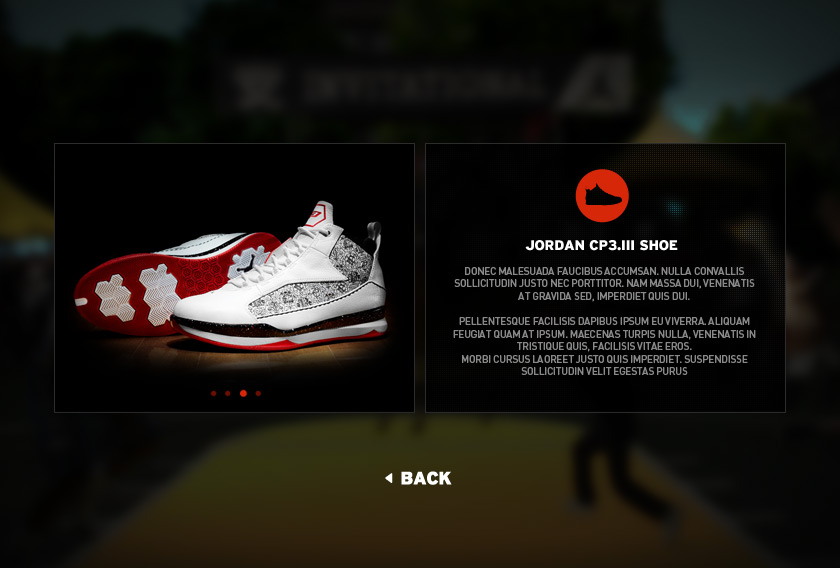 INVITATIONAL
JORDAN CP3.III SHOE
DONEC MALESUADA FAUCIBUS ACCUMSAN. NULLA CONVALLIS
SOLLICITUDIN JUSTO NEC PORTTITOR. NAM MASSA DUI, VENENATIS
AT GRAVIDA SED, IMPERDIET QUIS DUI.
PELLENTESQUE FACILISIS DAPIBUS IPSUM EU VIVERRA. ALIQUAM
FEUGIAT QUAM AT IPSUM. MAECENAS TURPIS NULLA, VENENATIS IN
TRISTIQUE QUIS, FACILISIS VITAE EROS.
MORBI CURSUS LAOREET JUSTO QUIS IMPERDIET. SUSPENDISSE
SOLLICITUDIN VELIT EGESTAS PURUS
BACK